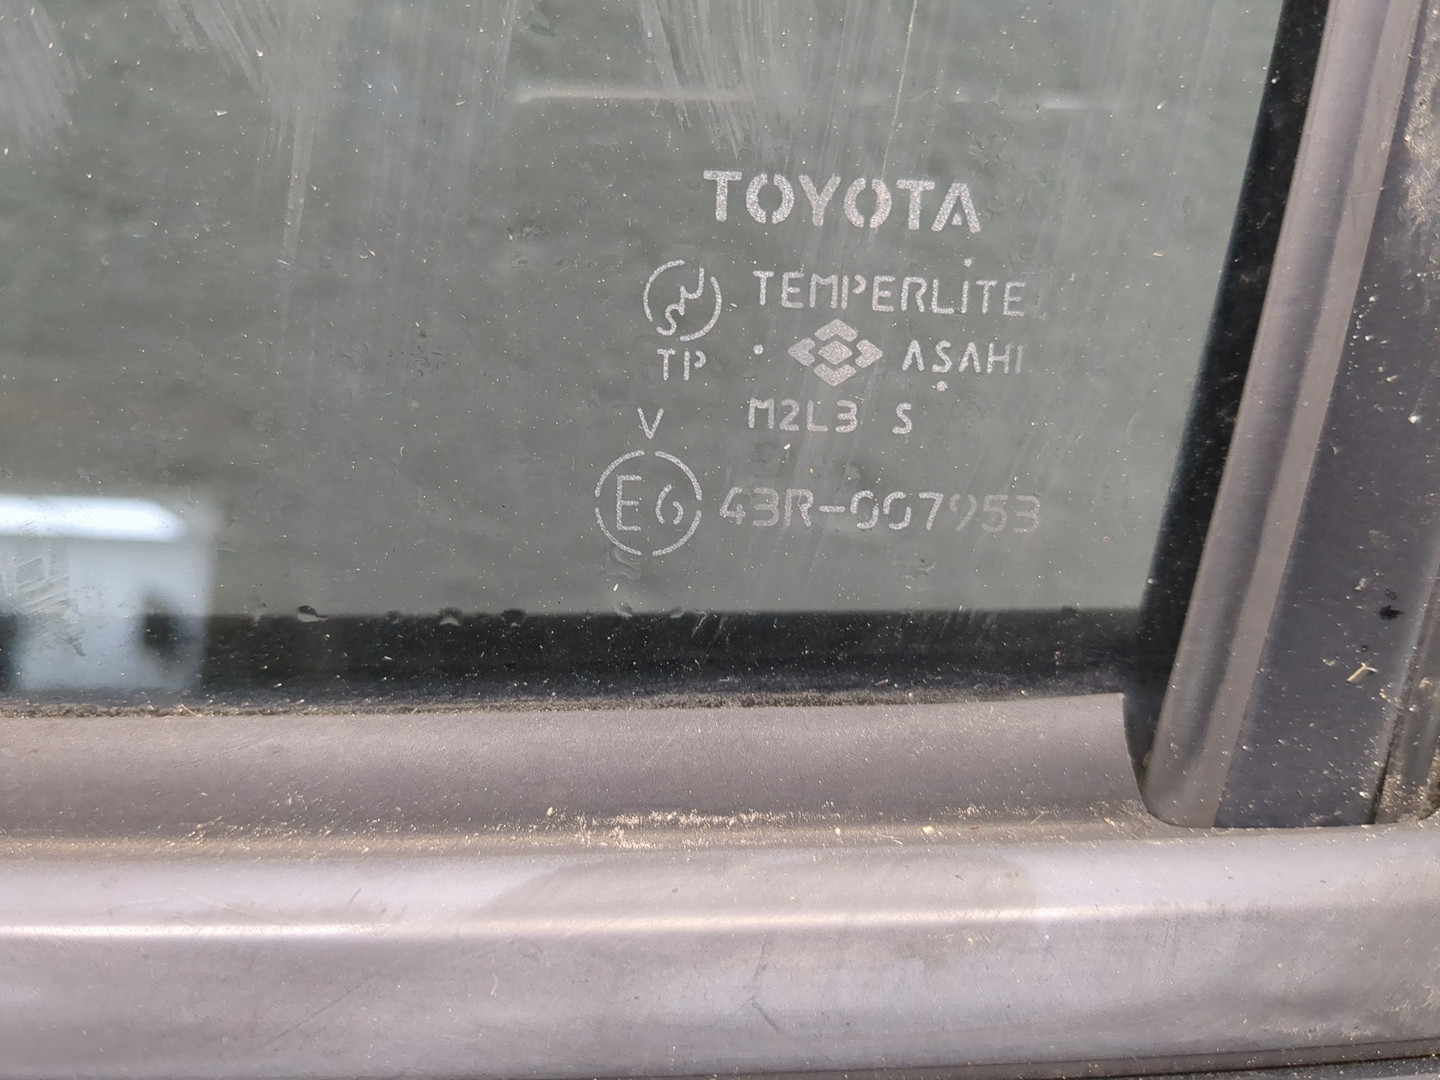 TOYOTA
TEMPERLITE
TP
ASAHI
M2L3 S
V
E6 43R-007953